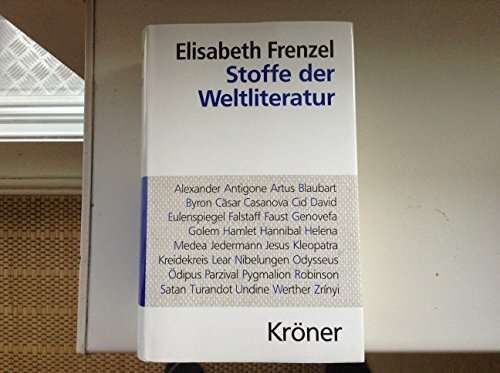 Elisabeth Frenzel
Stoffe der
Weltliteratur
Alexander Antigone Artus Blaubart
Byron Cäsar Casanova Cid David
Eulenspiegel Falstaff Faust Genovefa
Golem Hamlet Hannibal Helena
Medea Jedermann Jesus Kleopatra
Kreidekreis Lear Nibelungen Odysseus
Ödipus Parzival Pygmalion Robinson
Satan Turandot Undine Werther Zrínyi
Kröner